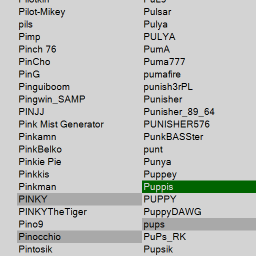 Pilot-Mikey
pils
Pimp
Pinch 76
PinCho
PinG
Pinguiboom
Pingwin_SAMP
PINJJ
Pink Mist Generator
Pinkamn
PinkBelko
Pinkie Pie
Pinkkis
Pinkman
PINKY
PINKYTheTiger
Pino9
Pinocchio
Pintosik
Pulsar
Pulya
PULYA
PumA
Puma777
pumafire
punish3rPL
Punisher
Punisher_89_64
PUNISHER576
PunkBASSter
punt
Punya
Puppey
Puppis
PUPPY
PuppyDAWG
pups
PuPs_RK
Pupsik